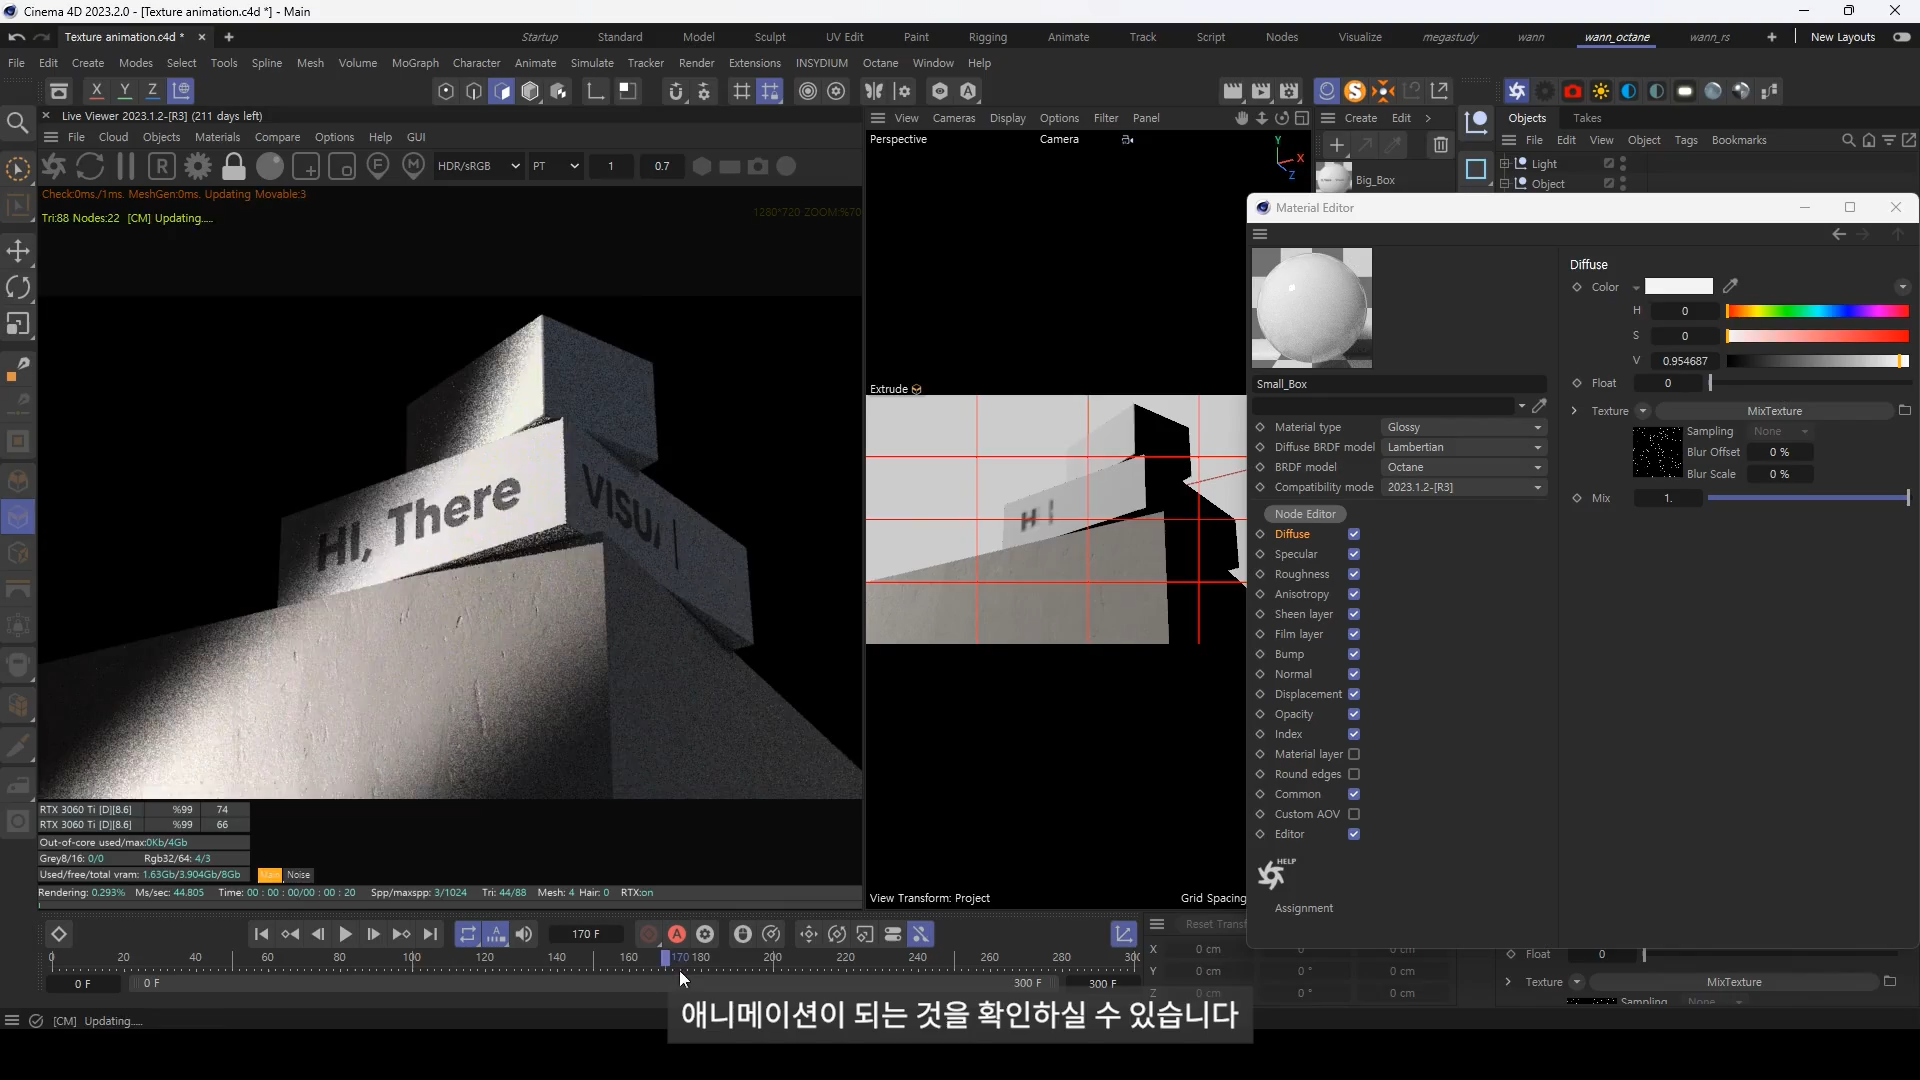 Cinema 4D 2023.2.0 - [Texture animation.c4d *] - Main
Texture animation.c4d *
Startup Standard Model Sculpt UV Edit Paint Rigging Animate Track Script Nodes Visualize megastudy wann wann_octane wann_rs New Layouts
File Edit Create Modes Select Tools Spline Mesh Volume MoGraph Character Animate Simulate Tracker Render Extensions INSYDIUM Octane Window Help
X Y Z
Live Viewer 2023.1.2-[R3] (211 days left)
File Cloud Objects Materials Compare Options Help GUI
HDR/sRGB PT 1 0.7
Check:0ms,/1ms. MeshGen:0ms. Updating Movable:3
Tri:88 Nodes:22 [CM] Updating.....
1280*720 ZOOM:%70
HI, There
VISUA
RTX 3060 Ti [D][8.6] %99 74
RTX 3060 Ti [D][8.6] %99 66
Out-of-core used/max:0Kb/4Gb
Grey8/16: 0/0 Rgb32/64: 4/3
Used/free/total vram: 1.63Gb/3.904Gb/8Gb
Main Noise
Rendering: 0.293% Ms/sec: 44.805 Time: 00 : 00 : 00/00 : 00 : 20 Spp/maxspp: 3/1024 Tri: 44/88 Mesh: 4 Hair: 0 RTX:on
View Cameras Display Options Filter Panel
Perspective Camera
Y X Z
Extrude
H I
View Transform: Project Grid Spacing
Create Edit
Big_Box
Objects Takes
File Edit View Object Tags Bookmarks
Light
Object
Material Editor
Small_Box
Material type Glossy
Diffuse BRDF model Lambertian
BRDF model Octane
Compatibility mode 2023.1.2-[R3]
Node Editor
Diffuse
Specular
Roughness
Anisotropy
Sheen layer
Film layer
Bump
Normal
Displacement
Opacity
Index
Material layer
Round edges
Common
Custom AOV
Editor
HELP
Assignment
Diffuse
Color
H 0
S 0
V 0.954687
Float 0
Texture MixTexture
Sampling None
Blur Offset 0 %
Blur Scale 0 %
Mix 1.
170 F
0 20 40 60 80 100 120 140 160 170 180 200 220 240 260 280 300
0 F 0 F 300 F 300 F
Reset Transf
X 0 cm 0 0 cm
Y 0 cm 0 ° 0 cm
Z 0 cm 0 ° 0 cm
Float 0
Texture MixTexture
Sampling None
[CM] Updating.....
애니메이션이 되는 것을 확인하실 수 있습니다